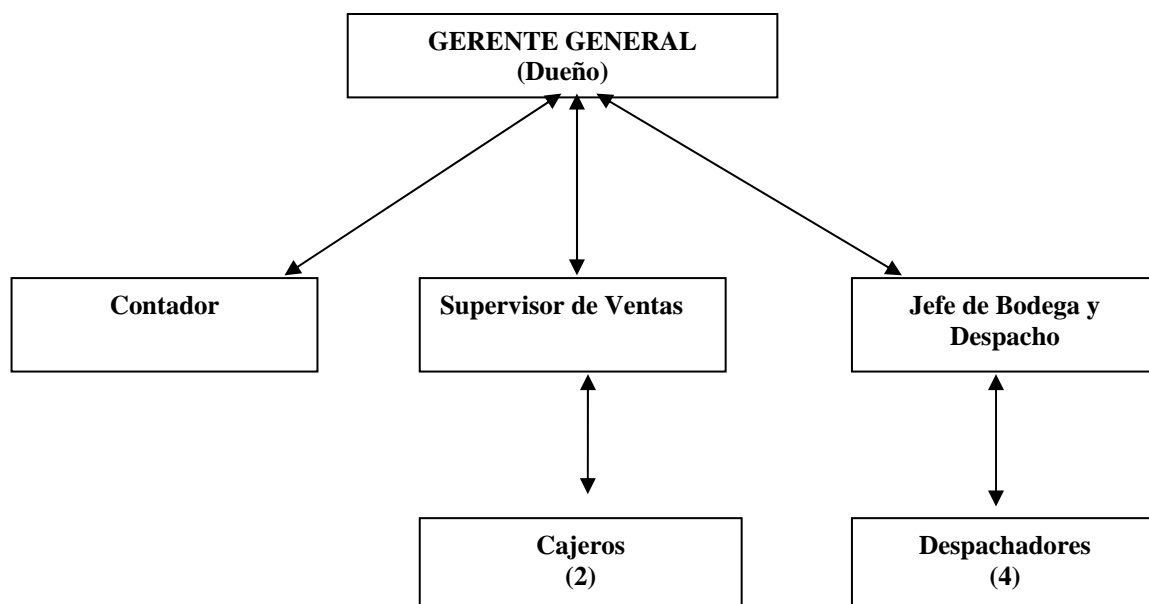 GERENTE GENERAL
(Dueño)
Contador
Supervisor de Ventas
Jefe de Bodega y
Despacho
Cajeros
(2)
Despachadores
(4)